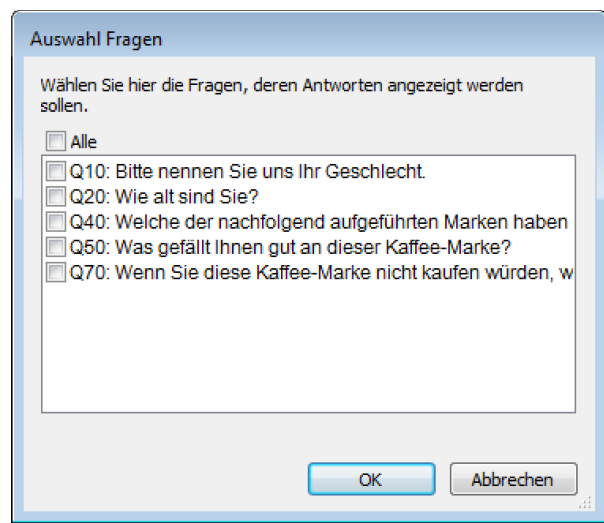 Auswahl Fragen
Wählen Sie hier die Fragen, deren Antworten angezeigt werden
sollen.
Alle
Q10: Bitte nennen Sie uns Ihr Geschlecht.
Q20: Wie alt sind Sie?
Q40: Welche der nachfolgend aufgeführten Marken haben
Q50: Was gefällt Ihnen gut an dieser Kaffee-Marke?
Q70: Wenn Sie diese Kaffee-Marke nicht kaufen würden, w
OK Abbrechen